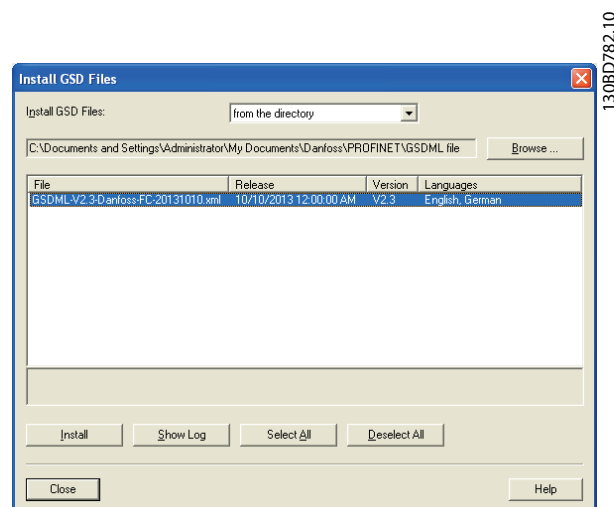 130BD782.10
Install GSD Files
Install GSD Files: from the directory
C:\Documents and Settings\Administrator\My Documents\Danfoss\PROFINET\GSDML file Browse ...
File Release Version Languages
GSDML-V2.3-Danfoss-FC-20131010.xml 10/10/2013 12:00:00 AM V2.3 English, German
Install Show Log Select All Deselect All
Close Help